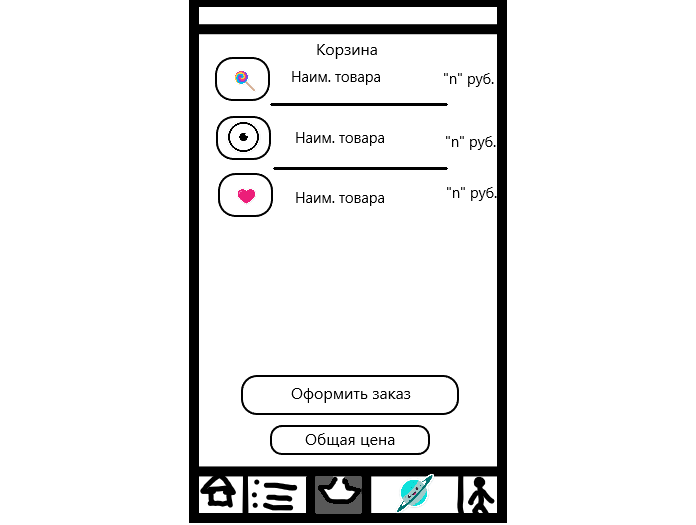 Корзина
Наим. товара "n" руб.
Наим. товара "n" руб.
Наим. товара "n" руб.
Оформить заказ
Общая цена